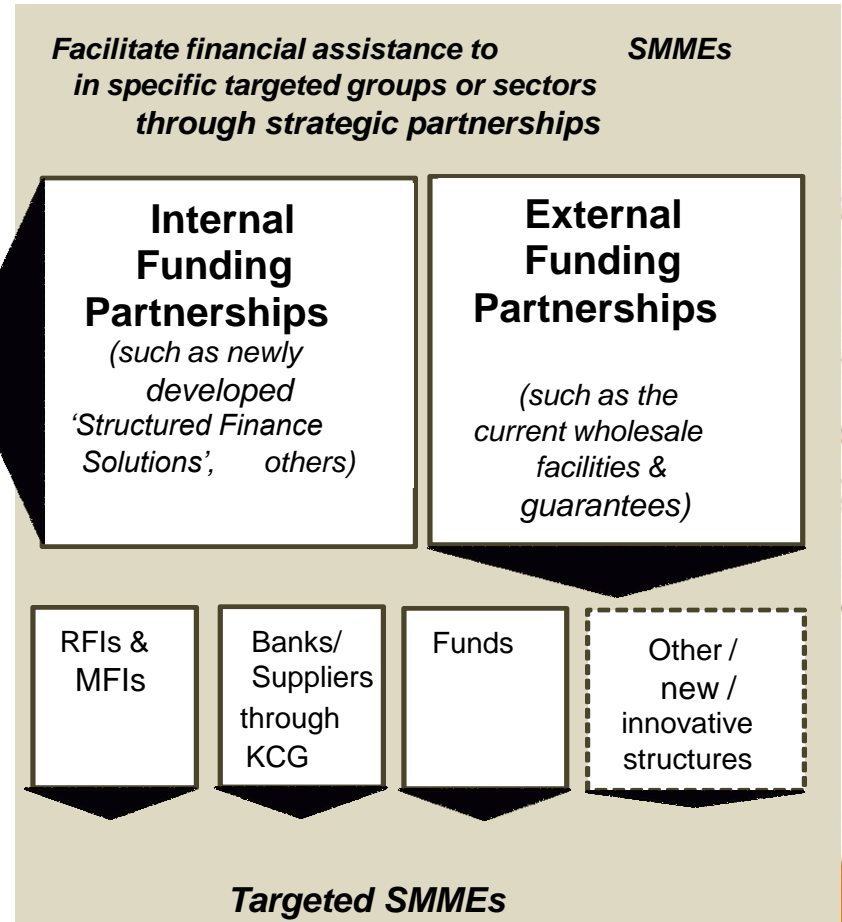 Facilitate financial assistance to SMMEs
in specific targeted groups or sectors
through strategic partnerships
Internal
Funding
Partnerships
(such as newly
developed
‘Structured Finance
Solutions’, others)
External
Funding
Partnerships
(such as the
current wholesale
facilities &
guarantees)
RFIs &
MFIs
Banks/
Suppliers
through
KCG
Funds
Other /
new /
innovative
structures
Targeted SMMEs